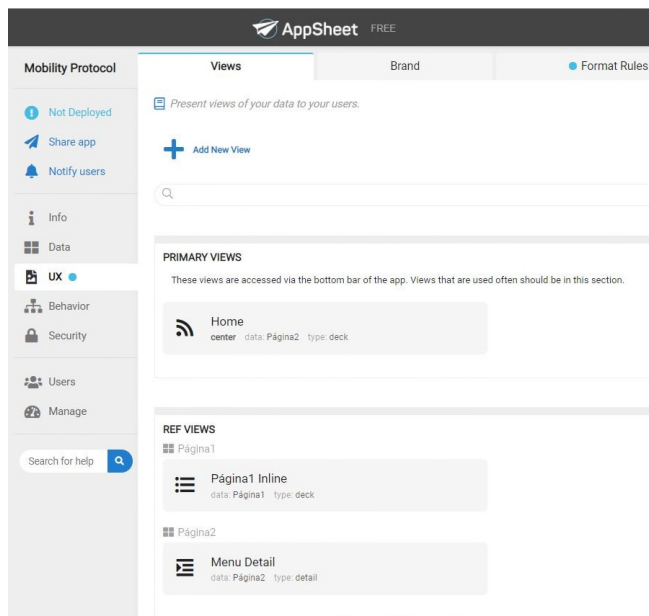 AppSheet FREE
Mobility Protocol
Not Deployed
Share app
Notify users
Info
Data
UX
Behavior
Security
Users
Manage
Search for help
Views
Brand
Format Rules
Present views of your data to your users.
Add New View
PRIMARY VIEWS
These views are accessed via the bottom bar of the app. Views that are used often should be in this section.
Home
center data: Página2 type: deck
REF VIEWS
Página1
Página1 Inline
data: Página1 type: deck
Página2
Menu Detail
data: Página2 type: detail